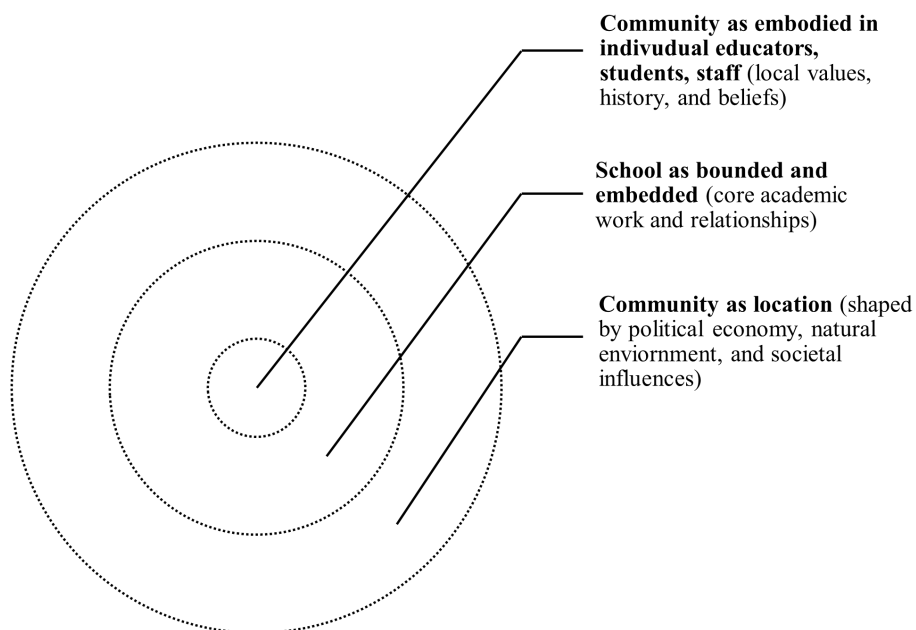 Community as embodied in
indivudual educators,
students, staff (local values,
history, and beliefs)
School as bounded and
embedded (core academic
work and relationships)
Community as location (shaped
by political economy, natural
enviornment, and societal
influences)